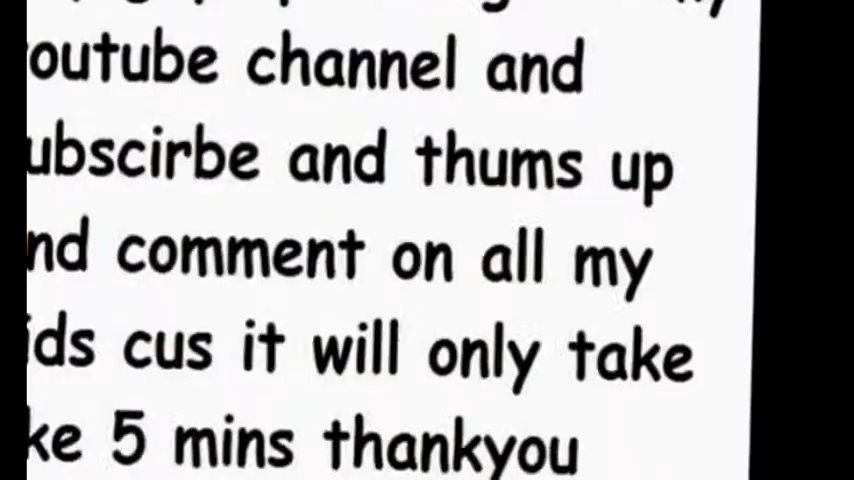 outube channel and
ubscirbe and thums up
nd comment on all my
ids cus it will only take
ke 5 mins thankyou